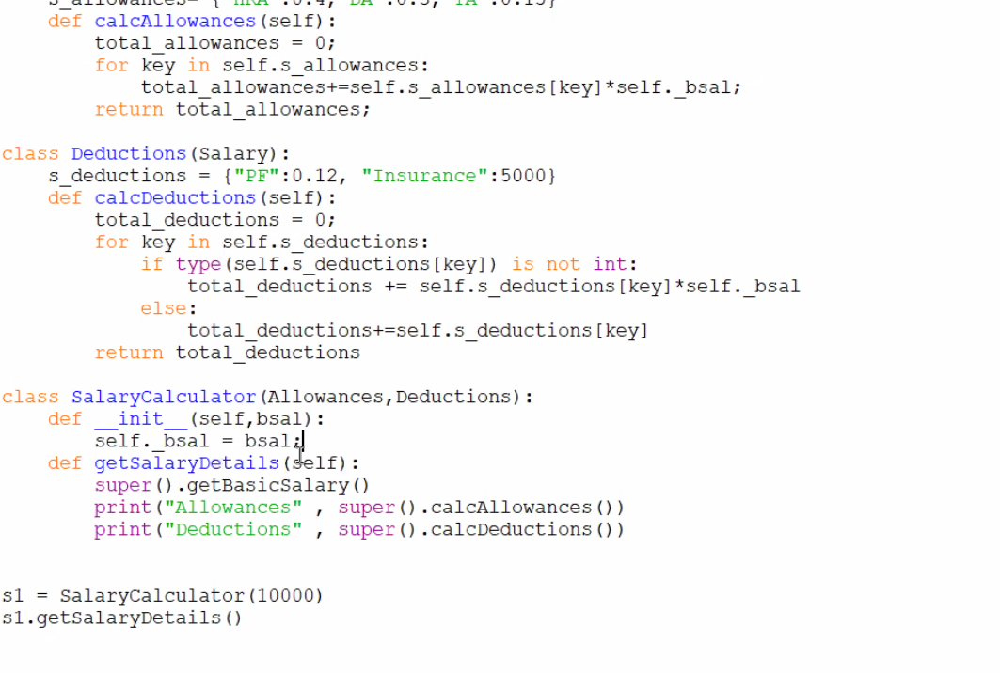 s_allowances= {"HRA":0.4,"DA":0.3,"TA":0.15}
def calcAllowances(self):
total_allowances = 0;
for key in self.s_allowances:
total_allowances+=self.s_allowances[key]*self._bsal;
return total_allowances;
class Deductions(Salary):
s_deductions = {"PF":0.12, "Insurance":5000}
def calcDeductions(self):
total_deductions = 0;
for key in self.s_deductions:
if type(self.s_deductions[key]) is not int:
total_deductions += self.s_deductions[key]*self._bsal
else:
total_deductions+=self.s_deductions[key]
return total_deductions
class SalaryCalculator(Allowances,Deductions):
def __init__(self,bsal):
self._bsal = bsal;
def getSalaryDetails(self):
super().getBasicSalary()
print("Allowances" , super().calcAllowances())
print("Deductions" , super().calcDeductions())
s1 = SalaryCalculator(10000)
s1.getSalaryDetails()